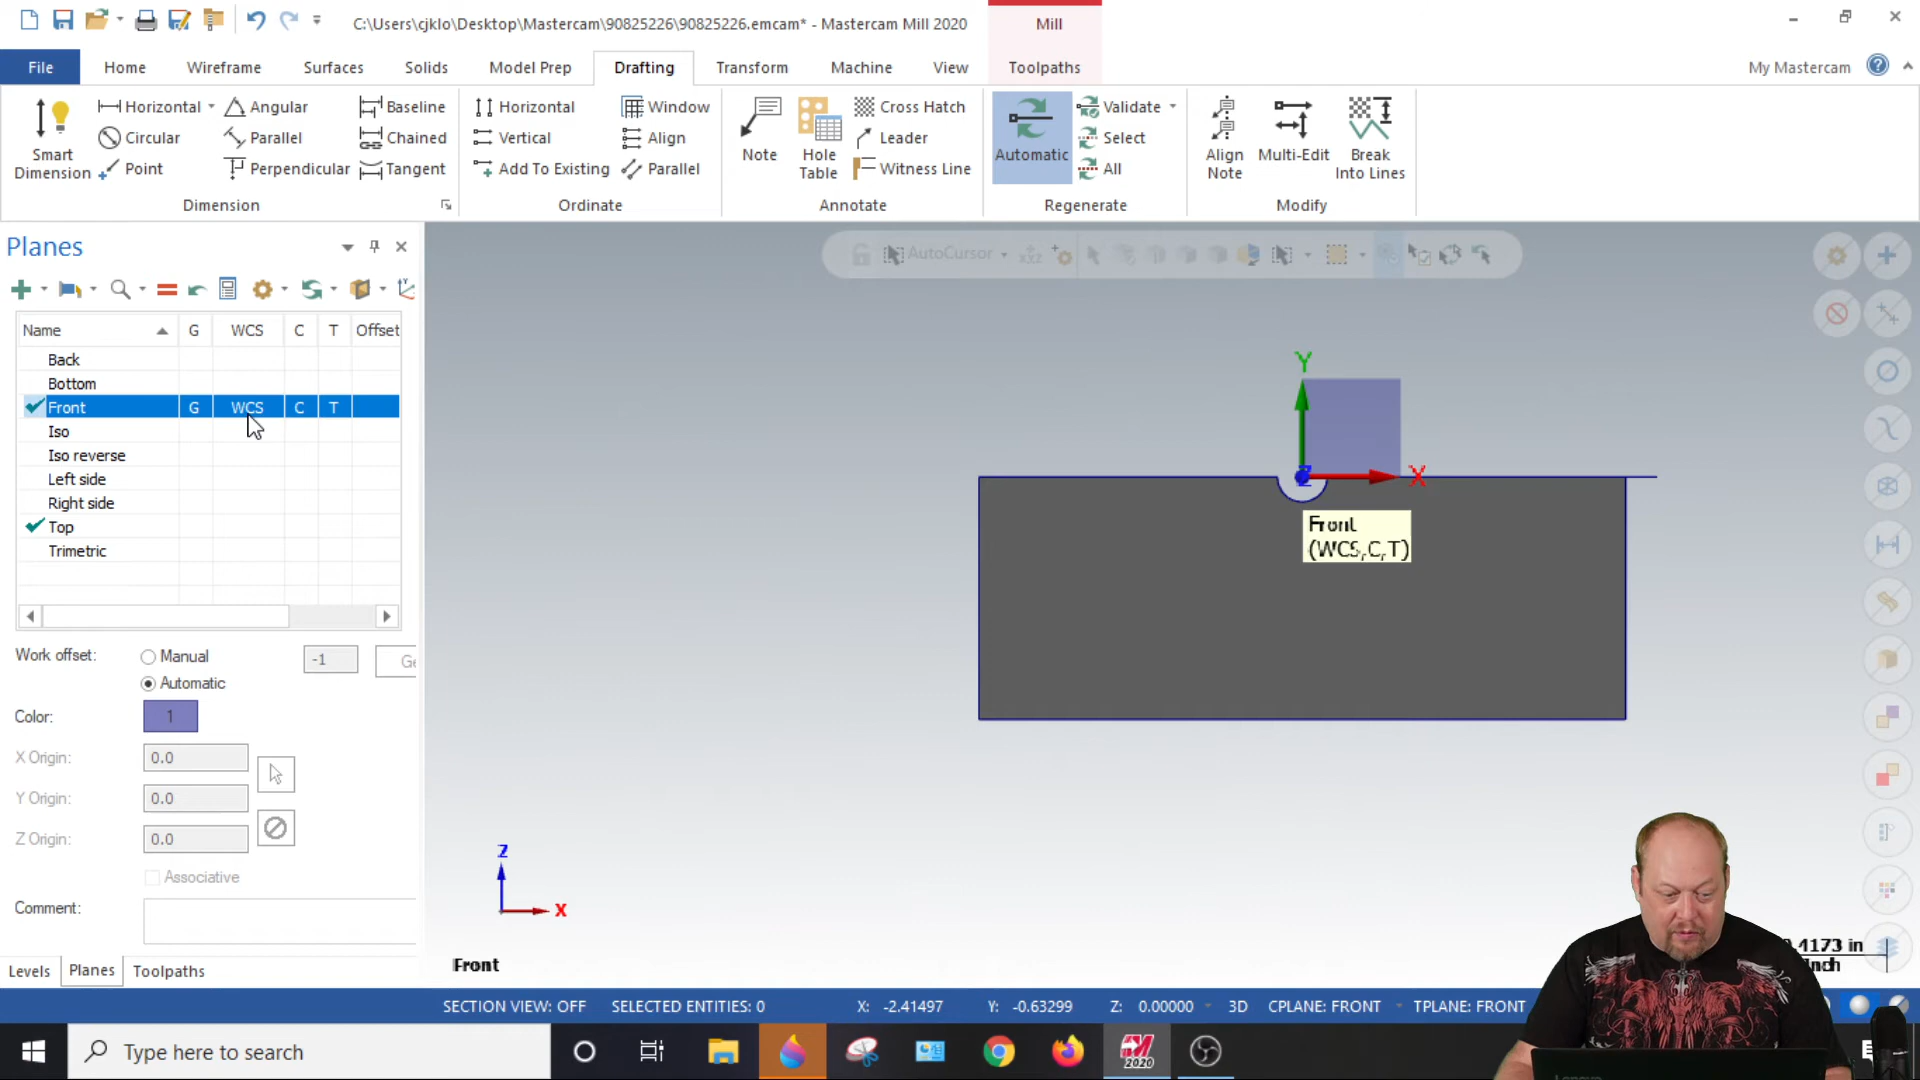 C:\Users\cjklo\Desktop\Mastercam\90825226\90825226.emcam* - Mastercam Mill 2020
Mill
File
Home
Wireframe
Surfaces
Solids
Model Prep
Drafting
Transform
Machine
View
Toolpaths
My Mastercam
Smart
Dimension
Horizontal
Circular
Point
Angular
Parallel
Perpendicular
Baseline
Chained
Tangent
Dimension
Horizontal
Vertical
Add To Existing
Window
Align
Parallel
Ordinate
Note
Hole
Table
Cross Hatch
Leader
Witness Line
Annotate
Automatic
Validate
Select
All
Regenerate
Align
Note
Multi-Edit
Break
Into Lines
Modify
Planes
AutoCursor
Name G WCS C T Offset
Back
Bottom
Front G WCS C T
Iso
Iso reverse
Left side
Right side
Top
Trimetric
Work offset:
Manual
-1
Automatic
Color:
1
X Origin:
0.0
Y Origin:
0.0
Z Origin:
0.0
Associative
Comment:
Levels
Planes
Toolpaths
Y
X
Z
Front
(WCS,C,T)
Z
X
Front
.4173 in
SECTION VIEW: OFF
SELECTED ENTITIES: 0
X: -2.41497
Y: -0.63299
Z: 0.00000
3D
CPLANE: FRONT
TPLANE: FRONT
Type here to search
2020